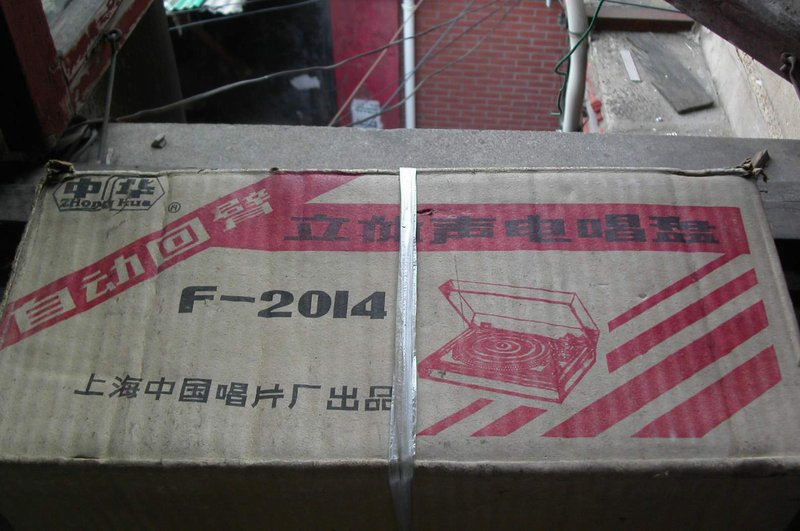 中华
ZHong Hua ®
自动回臂
立体声电唱盘
F-2014
上海中国唱片厂出品